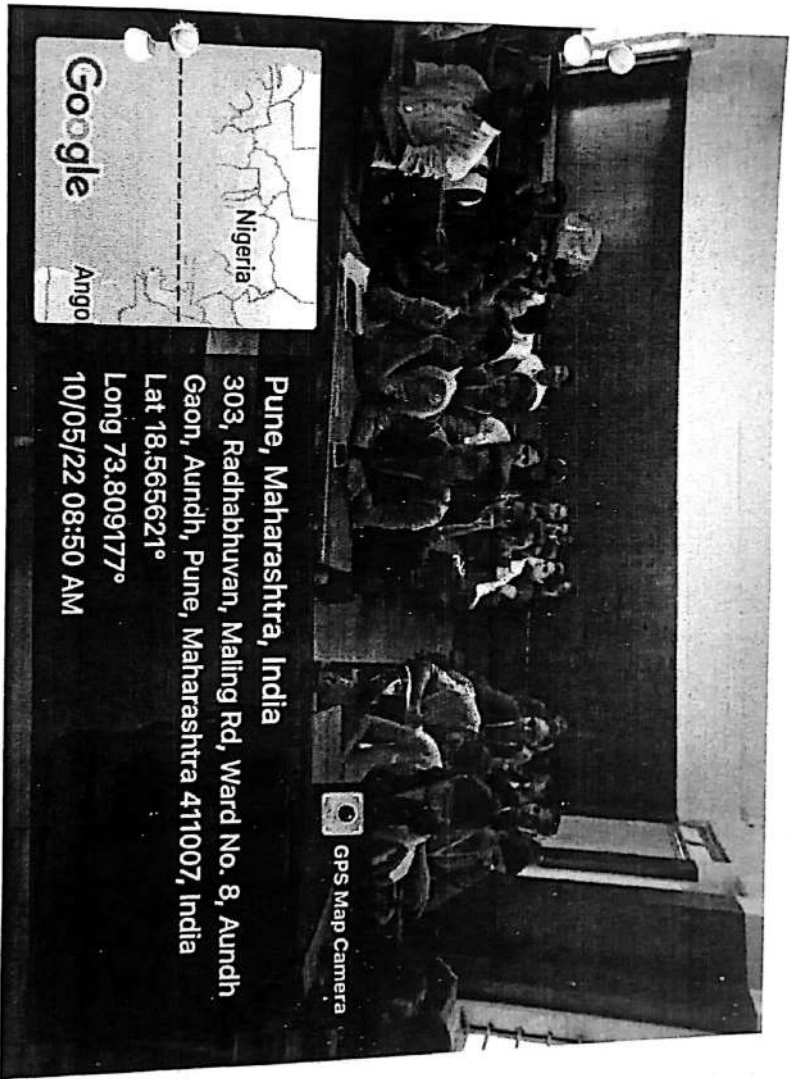 Nigeria
Ango
Google
GPS Map Camera
Pune, Maharashtra, India
303, Radhabhuvan, Maling Rd, Ward No. 8, Aundh
Gaon, Aundh, Pune, Maharashtra 411007, India
Lat 18.565621°
Long 73.809177°
10/05/22 08:50 AM